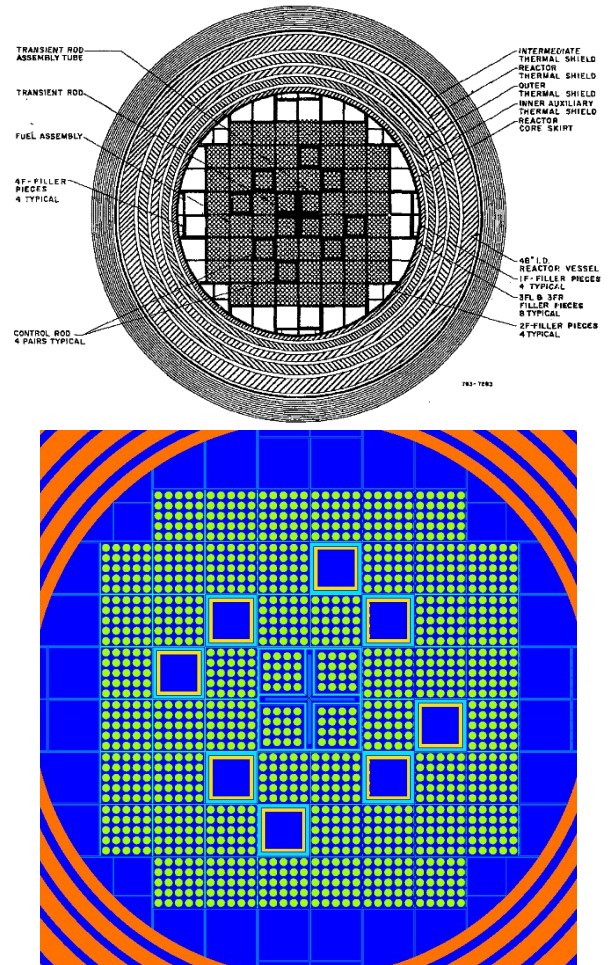 TRANSIENT ROD
ASSEMBLY TUBE
TRANSIENT ROD
FUEL ASSEMBLY
4F-FILLER
PIECES
4 TYPICAL
CONTROL ROD
4 PAIRS TYPICAL
INTERMEDIATE
THERMAL SHIELD
REACTOR
THERMAL SHIELD
OUTER
THERMAL SHIELD
INNER AUXILIARY
THERMAL SHIELD
REACTOR
CORE SKIRT
48" I.D.
REACTOR VESSEL
1F-FILLER PIECES
4 TYPICAL
3FL & 3FR
FILLER PIECES
8 TYPICAL
2F-FILLER PIECES
4 TYPICAL
783-7283